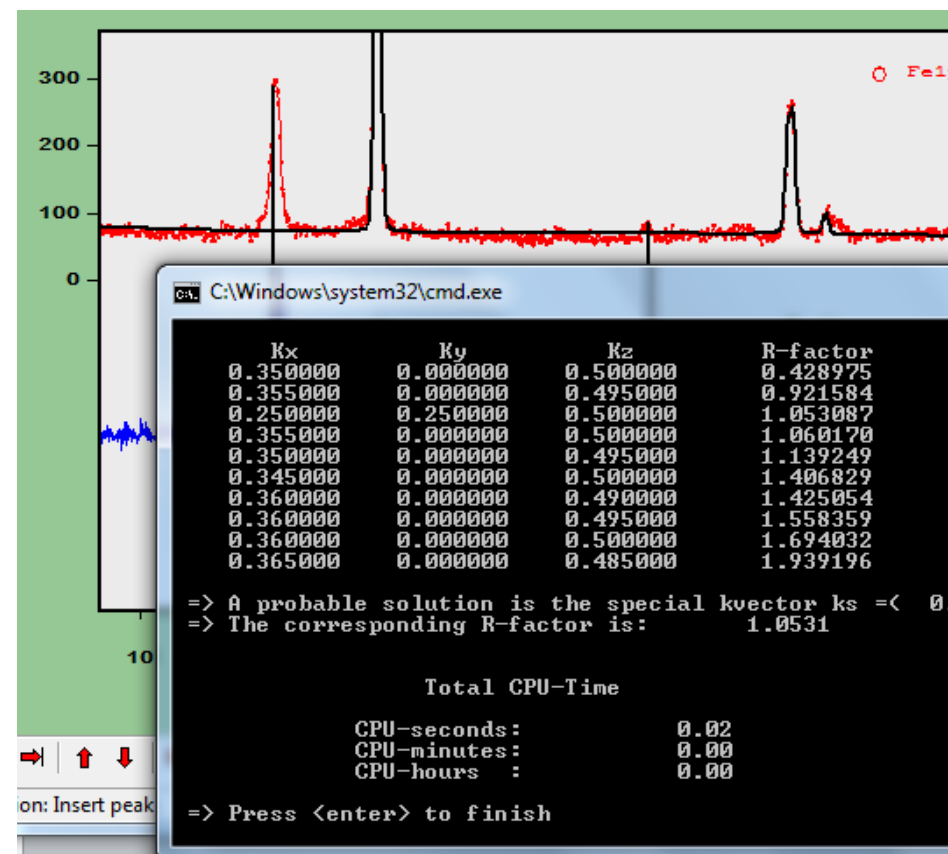 300
Fe1
200
100
0
C:\Windows\system32\cmd.exe
Kx Ky Kz R-factor
0.350000 0.000000 0.500000 0.428975
0.355000 0.000000 0.495000 0.921584
0.250000 0.250000 0.500000 1.053087
0.355000 0.000000 0.500000 1.060170
0.350000 0.000000 0.495000 1.139249
0.345000 0.000000 0.500000 1.406829
0.360000 0.000000 0.490000 1.425054
0.360000 0.000000 0.495000 1.558359
0.360000 0.000000 0.500000 1.694032
0.365000 0.000000 0.485000 1.939196
=> A probable solution is the special kvector ks =( 0
=> The corresponding R-factor is: 1.0531
10
Total CPU-Time
CPU-seconds: 0.02
CPU-minutes: 0.00
CPU-hours : 0.00
ion: Insert peak
=> Press <enter> to finish